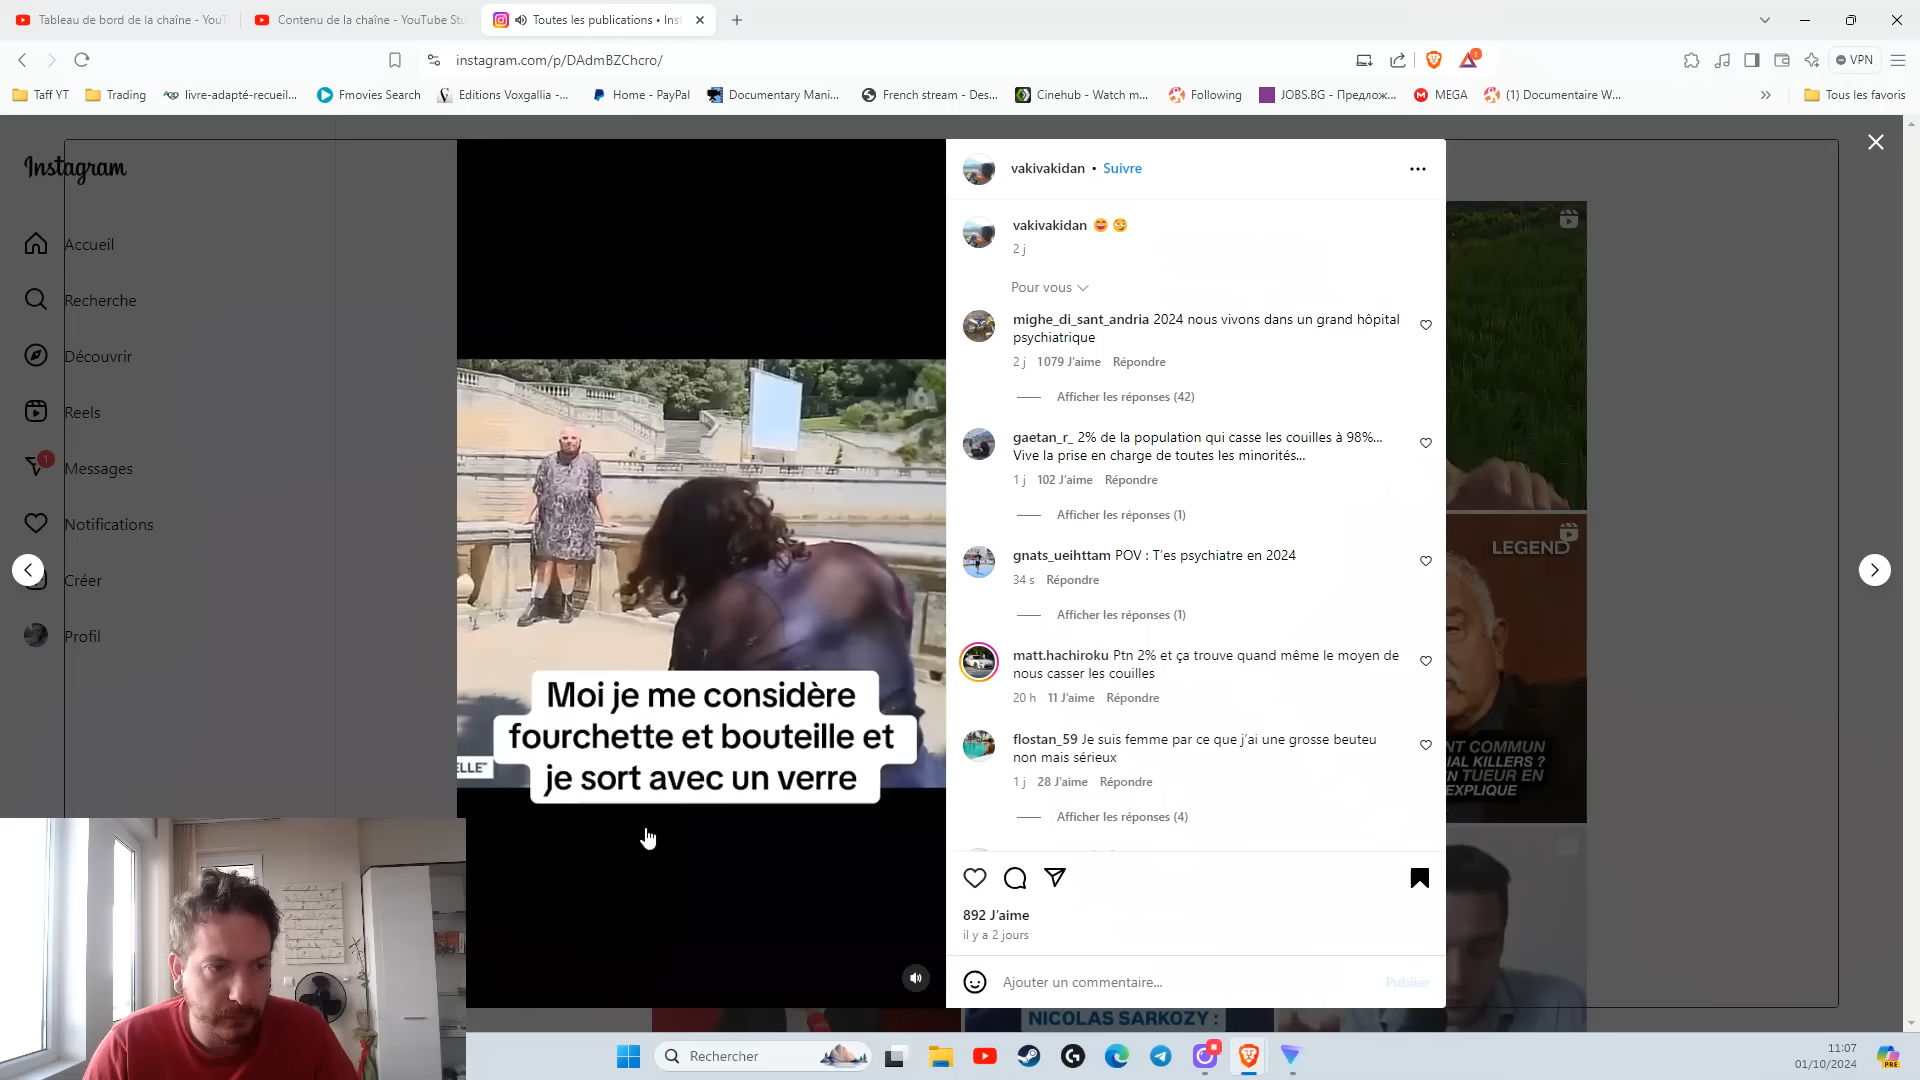 Tableau de bord de la chaîne - YouT
Contenu de la chaîne - YouTube Stu
Toutes les publications • Ins
instagram.com/p/DAdmBZChcro/
VPN
Taff YT
Trading
livre-adapté-recueil...
Fmovies Search
Editions Voxgallia -...
Home - PayPal
Documentary Mani...
French stream - Des...
Cinehub - Watch m...
Following
JOBS.BG - Предлож...
MEGA
(1) Documentaire W...
Tous les favoris
Instagram
Accueil
Recherche
Découvrir
Reels
1
Messages
Notifications
Créer
Profil
Moi je me considère
fourchette et bouteille et
je sort avec un verre
ELLE"
vakivakidan • Suivre
vakivakidan 😄 😏
2 j
Pour vous
mighe_di_sant_andria 2024 nous vivons dans un grand hôpital
psychiatrique
2 j 1079 J'aime Répondre
Afficher les réponses (42)
gaetan_r_ 2% de la population qui casse les couilles à 98%...
Vive la prise en charge de toutes les minorités...
1 j 102 J'aime Répondre
Afficher les réponses (1)
gnats_ueihttam POV : T'es psychiatre en 2024
34 s Répondre
Afficher les réponses (1)
matt.hachiroku Ptn 2% et ça trouve quand même le moyen de
nous casser les couilles
20 h 11 J'aime Répondre
flostan_59 Je suis femme par ce que j'ai une grosse beuteu
non mais sérieux
1 j 28 J'aime Répondre
Afficher les réponses (4)
892 J'aime
il y a 2 jours
Ajouter un commentaire...
Publier
LEGEND
NT COMMUN
IAL KILLERS ?
N TUEUR EN
EXPLIQUE
NICOLAS SARKOZY :
Rechercher
11:07
01/10/2024